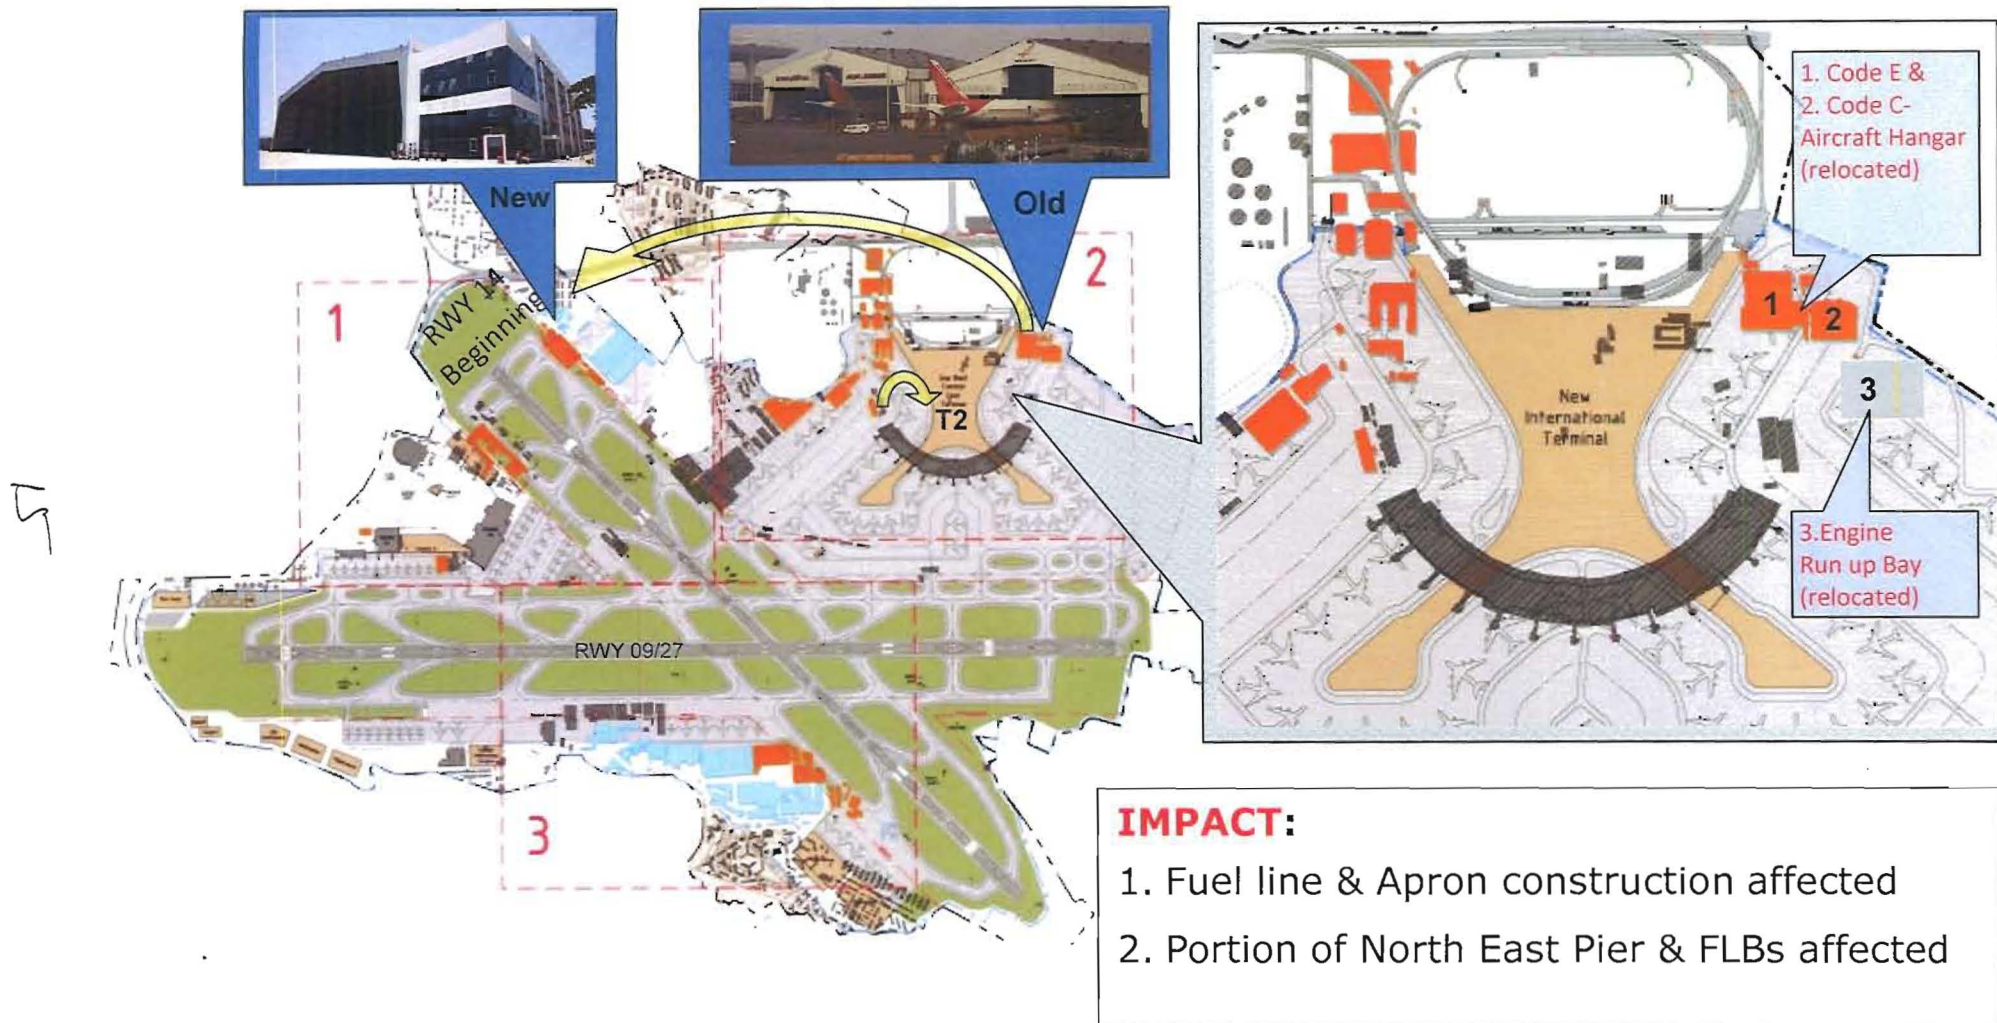 New
Old
1
2
3
RWY 14
Beginning
T2
RWY 09/27
1. Code E &
2. Code C-
Aircraft Hangar
(relocated)
1
2
3
New
International
Terminal
3.Engine
Run up Bay
(relocated)
IMPACT:
1. Fuel line & Apron construction affected
2. Portion of North East Pier & FLBs affected